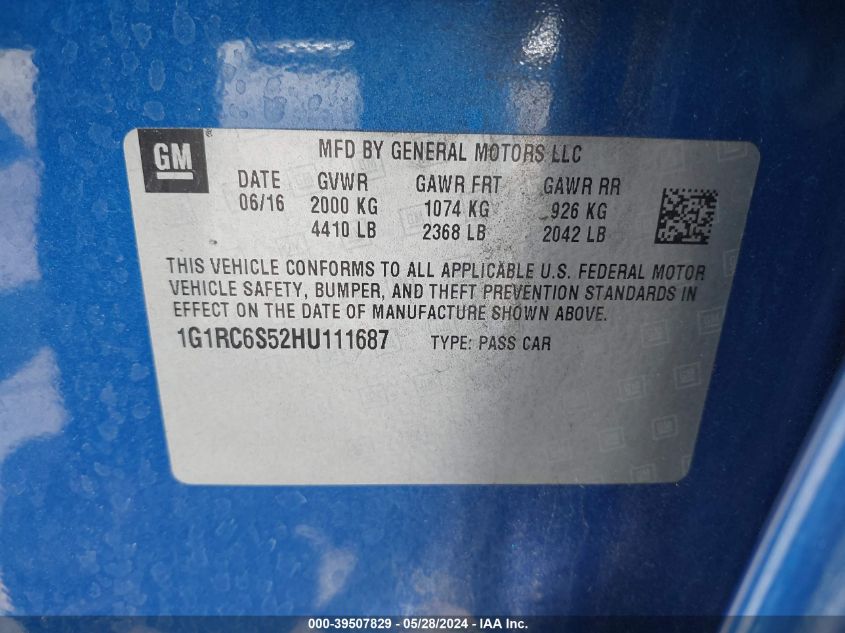 GM®
MFD BY GENERAL MOTORS LLC
DATE GVWR GAWR FRT GAWR RR
06/16 2000 KG 1074 KG 926 KG
4410 LB 2368 LB 2042 LB
THIS VEHICLE CONFORMS TO ALL APPLICABLE U.S. FEDERAL MOTOR
VEHICLE SAFETY, BUMPER, AND THEFT PREVENTION STANDARDS IN
EFFECT ON THE DATE OF MANUFACTURE SHOWN ABOVE.
1G1RC6S52HU111687 TYPE: PASS CAR
000-39507829 - 05/28/2024 - IAA, Inc.